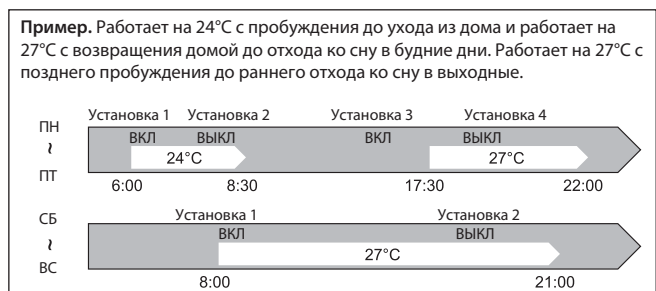 Пример. Работает на 24°C с пробуждения до ухода из дома и работает на
27°C с возвращения домой до отхода ко сну в будние дни. Работает на 27°C с
позднего пробуждения до раннего отхода ко сну в выходные.
Установка 1 Установка 2 Установка 3 Установка 4
ПН ~ ПТ
ВКЛ ВЫКЛ ВКЛ ВЫКЛ
24°C 27°C
6:00 8:30 17:30 22:00
Установка 1 Установка 2
СБ ~ ВС
ВКЛ ВЫКЛ
27°C
8:00 21:00